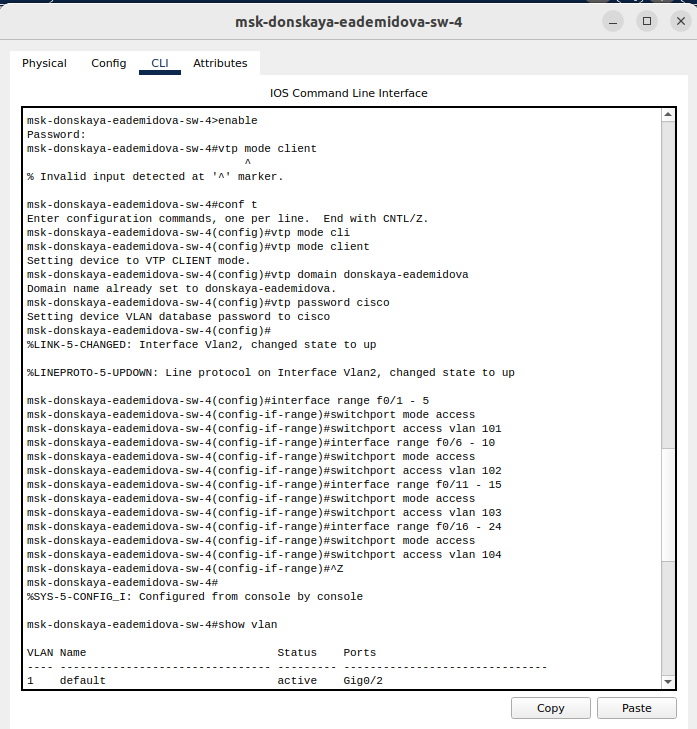 msk-donskaya-eademidova-sw-4
Physical Config CLI Attributes
IOS Command Line Interface
msk-donskaya-eademidova-sw-4>enable
Password:
msk-donskaya-eademidova-sw-4#vtp mode client
^
% Invalid input detected at '^' marker.
msk-donskaya-eademidova-sw-4#conf t
Enter configuration commands, one per line.  End with CNTL/Z.
msk-donskaya-eademidova-sw-4(config)#vtp mode cli
msk-donskaya-eademidova-sw-4(config)#vtp mode client
Setting device to VTP CLIENT mode.
msk-donskaya-eademidova-sw-4(config)#vtp domain donskaya-eademidova
Domain name already set to donskaya-eademidova.
msk-donskaya-eademidova-sw-4(config)#vtp password cisco
Setting device VLAN database password to cisco
msk-donskaya-eademidova-sw-4(config)#
%LINK-5-CHANGED: Interface Vlan2, changed state to up
%LINEPROTO-5-UPDOWN: Line protocol on Interface Vlan2, changed state to up
msk-donskaya-eademidova-sw-4(config)#interface range f0/1 - 5
msk-donskaya-eademidova-sw-4(config-if-range)#switchport mode access
msk-donskaya-eademidova-sw-4(config-if-range)#switchport access vlan 101
msk-donskaya-eademidova-sw-4(config-if-range)#interface range f0/6 - 10
msk-donskaya-eademidova-sw-4(config-if-range)#switchport mode access
msk-donskaya-eademidova-sw-4(config-if-range)#switchport access vlan 102
msk-donskaya-eademidova-sw-4(config-if-range)#interface range f0/11 - 15
msk-donskaya-eademidova-sw-4(config-if-range)#switchport mode access
msk-donskaya-eademidova-sw-4(config-if-range)#switchport access vlan 103
msk-donskaya-eademidova-sw-4(config-if-range)#interface range f0/16 - 24
msk-donskaya-eademidova-sw-4(config-if-range)#switchport mode access
msk-donskaya-eademidova-sw-4(config-if-range)#switchport access vlan 104
msk-donskaya-eademidova-sw-4(config-if-range)#^Z
msk-donskaya-eademidova-sw-4#
%SYS-5-CONFIG_I: Configured from console by console
msk-donskaya-eademidova-sw-4#show vlan
VLAN Name                             Status    Ports
---- -------------------------------- --------- -------------------------------
1    default                          active    Gig0/2
Copy Paste